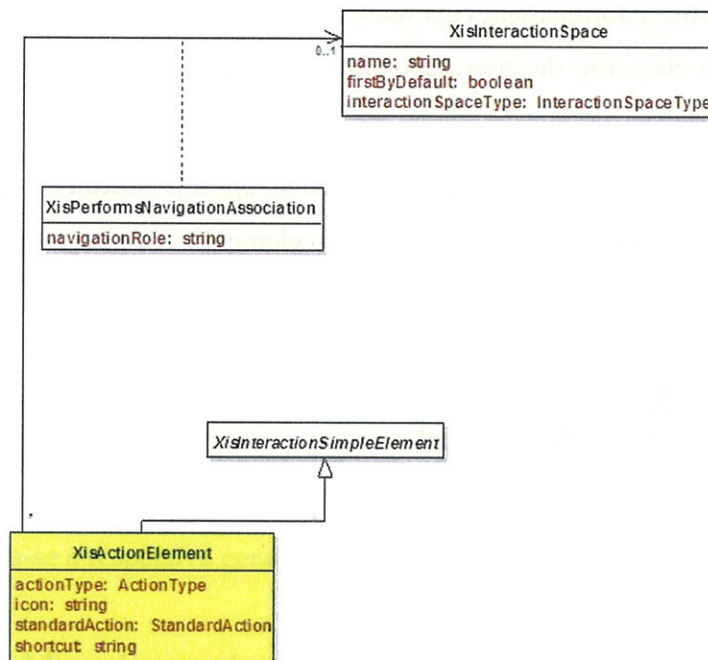 XisInteractionSpace
name: string
firstByDefault: boolean
interactionSpaceType: InteractionSpaceType
0..1
XisPerformsNavigationAssociation
navigationRole: string
XisInteractionSimpleElement
*
XisActionElement
actionType: ActionType
icon: string
standardAction: StandardAction
shortcut: string